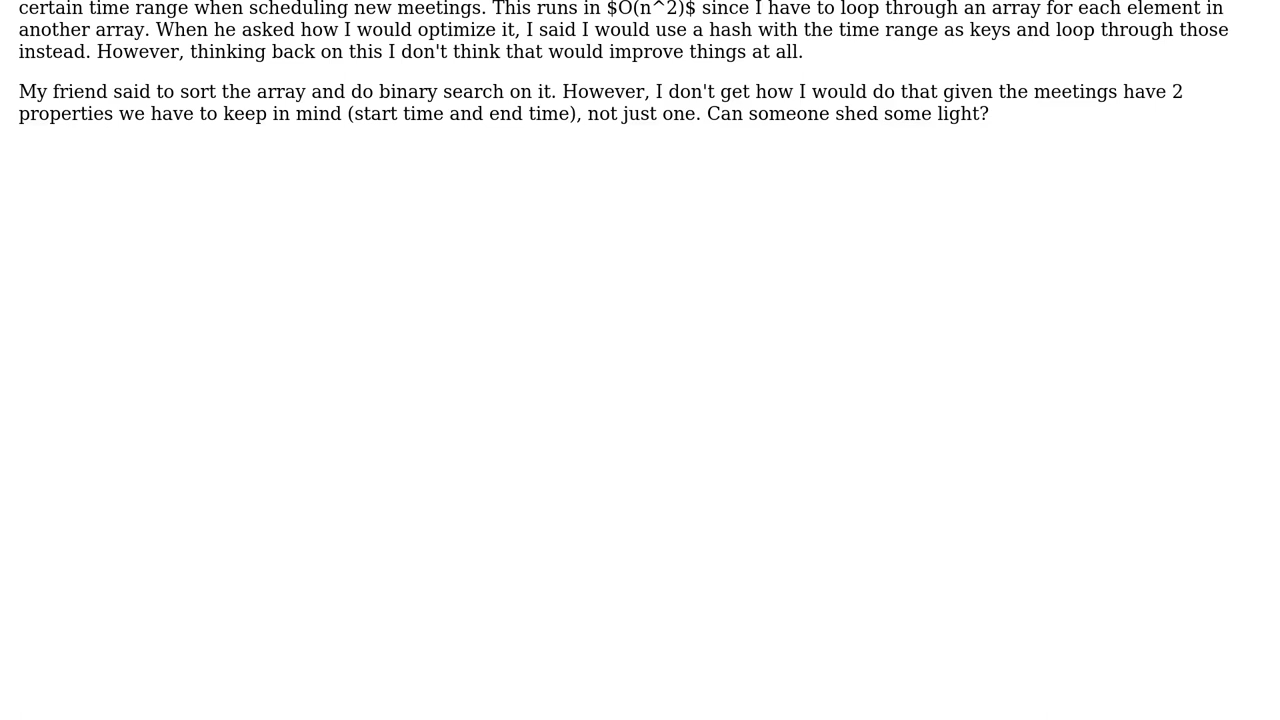 certain time range when scheduling new meetings. This runs in $O(n^2)$ since I have to loop through an array for each element in
another array. When he asked how I would optimize it, I said I would use a hash with the time range as keys and loop through those
instead. However, thinking back on this I don't think that would improve things at all.
My friend said to sort the array and do binary search on it. However, I don't get how I would do that given the meetings have 2
properties we have to keep in mind (start time and end time), not just one. Can someone shed some light?